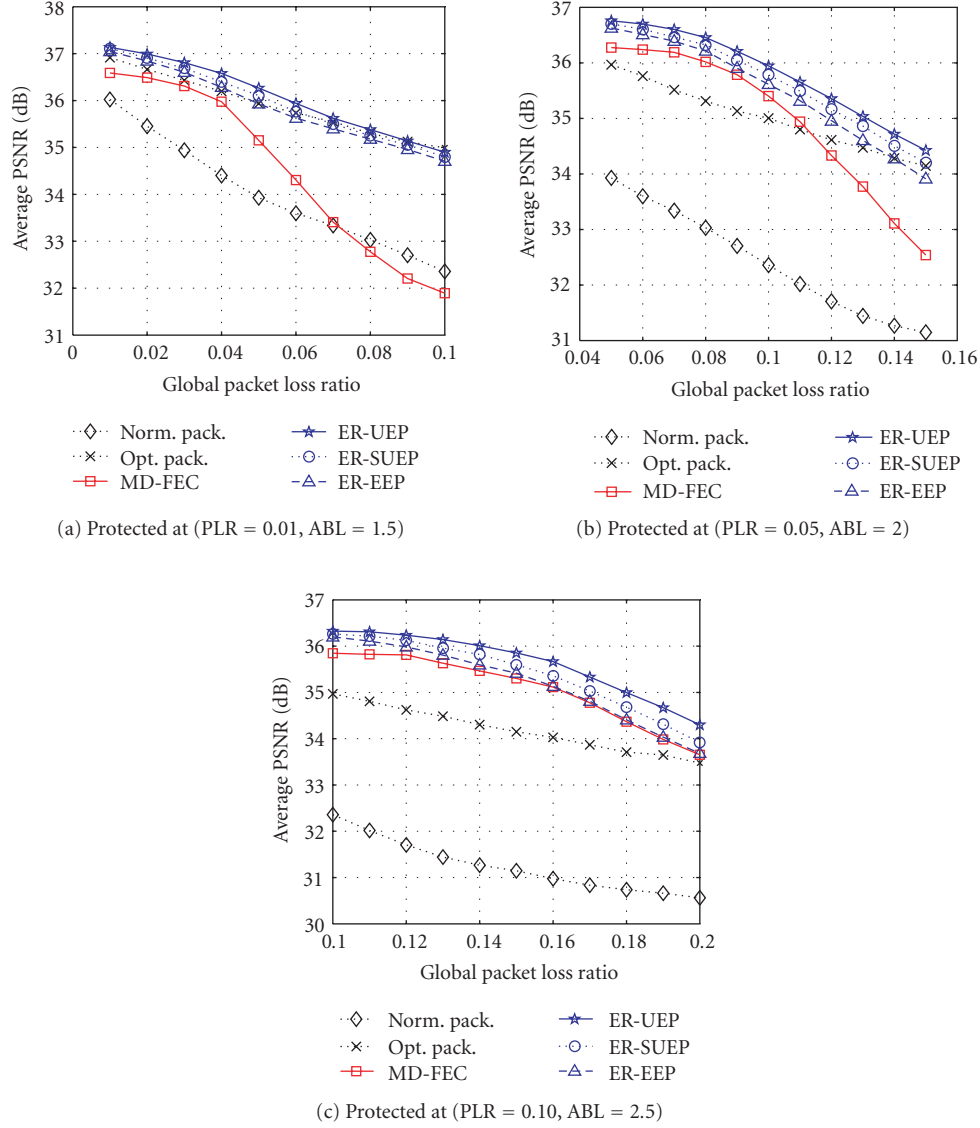 38
37
36
35
34
33
32
31
Average PSNR (dB)
0 0.02 0.04 0.06 0.08 0.1
Global packet loss ratio
Norm. pack. ER-UEP
Opt. pack. ER-SUEP
MD-FEC ER-EEP
(a) Protected at (PLR = 0.01, ABL = 1.5)
37
36
35
34
33
32
31
Average PSNR (dB)
0.04 0.06 0.08 0.1 0.12 0.14 0.16
Global packet loss ratio
Norm. pack. ER-UEP
Opt. pack. ER-SUEP
MD-FEC ER-EEP
(b) Protected at (PLR = 0.05, ABL = 2)
37
36
35
34
33
32
31
30
Average PSNR (dB)
0.1 0.12 0.14 0.16 0.18 0.2
Global packet loss ratio
Norm. pack. ER-UEP
Opt. pack. ER-SUEP
MD-FEC ER-EEP
(c) Protected at (PLR = 0.10, ABL = 2.5)